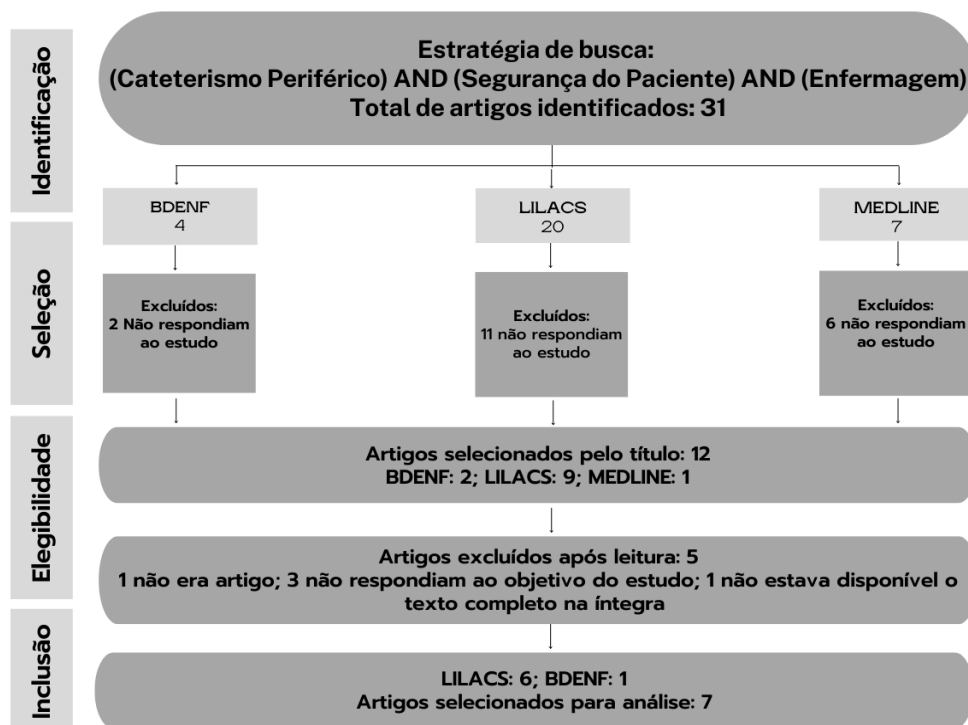 Identificação
Estratégia de busca:
(Cateterismo Periférico) AND (Segurança do Paciente) AND (Enfermagem)
Total de artigos identificados: 31
BDENF
4
LILACS
20
MEDLINE
7
Seleção
Excluídos:
2 Não respondiam
ao estudo
Excluídos:
11 não respondiam
ao estudo
Excluídos:
6 não respondiam
ao estudo
Elegibilidade
Artigos selecionados pelo título: 12
BDENF: 2; LILACS: 9; MEDLINE: 1
Artigos excluídos após leitura: 5
1 não era artigo; 3 não respondiam ao objetivo do estudo; 1 não estava disponível o
texto completo na íntegra
Inclusão
LILACS: 6; BDENF: 1
Artigos selecionados para análise: 7